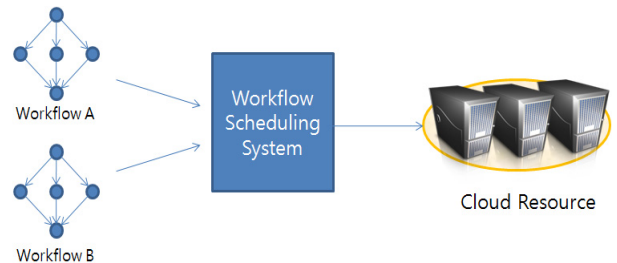 Workflow A
Workflow
Scheduling
System
Cloud Resource
Workflow B